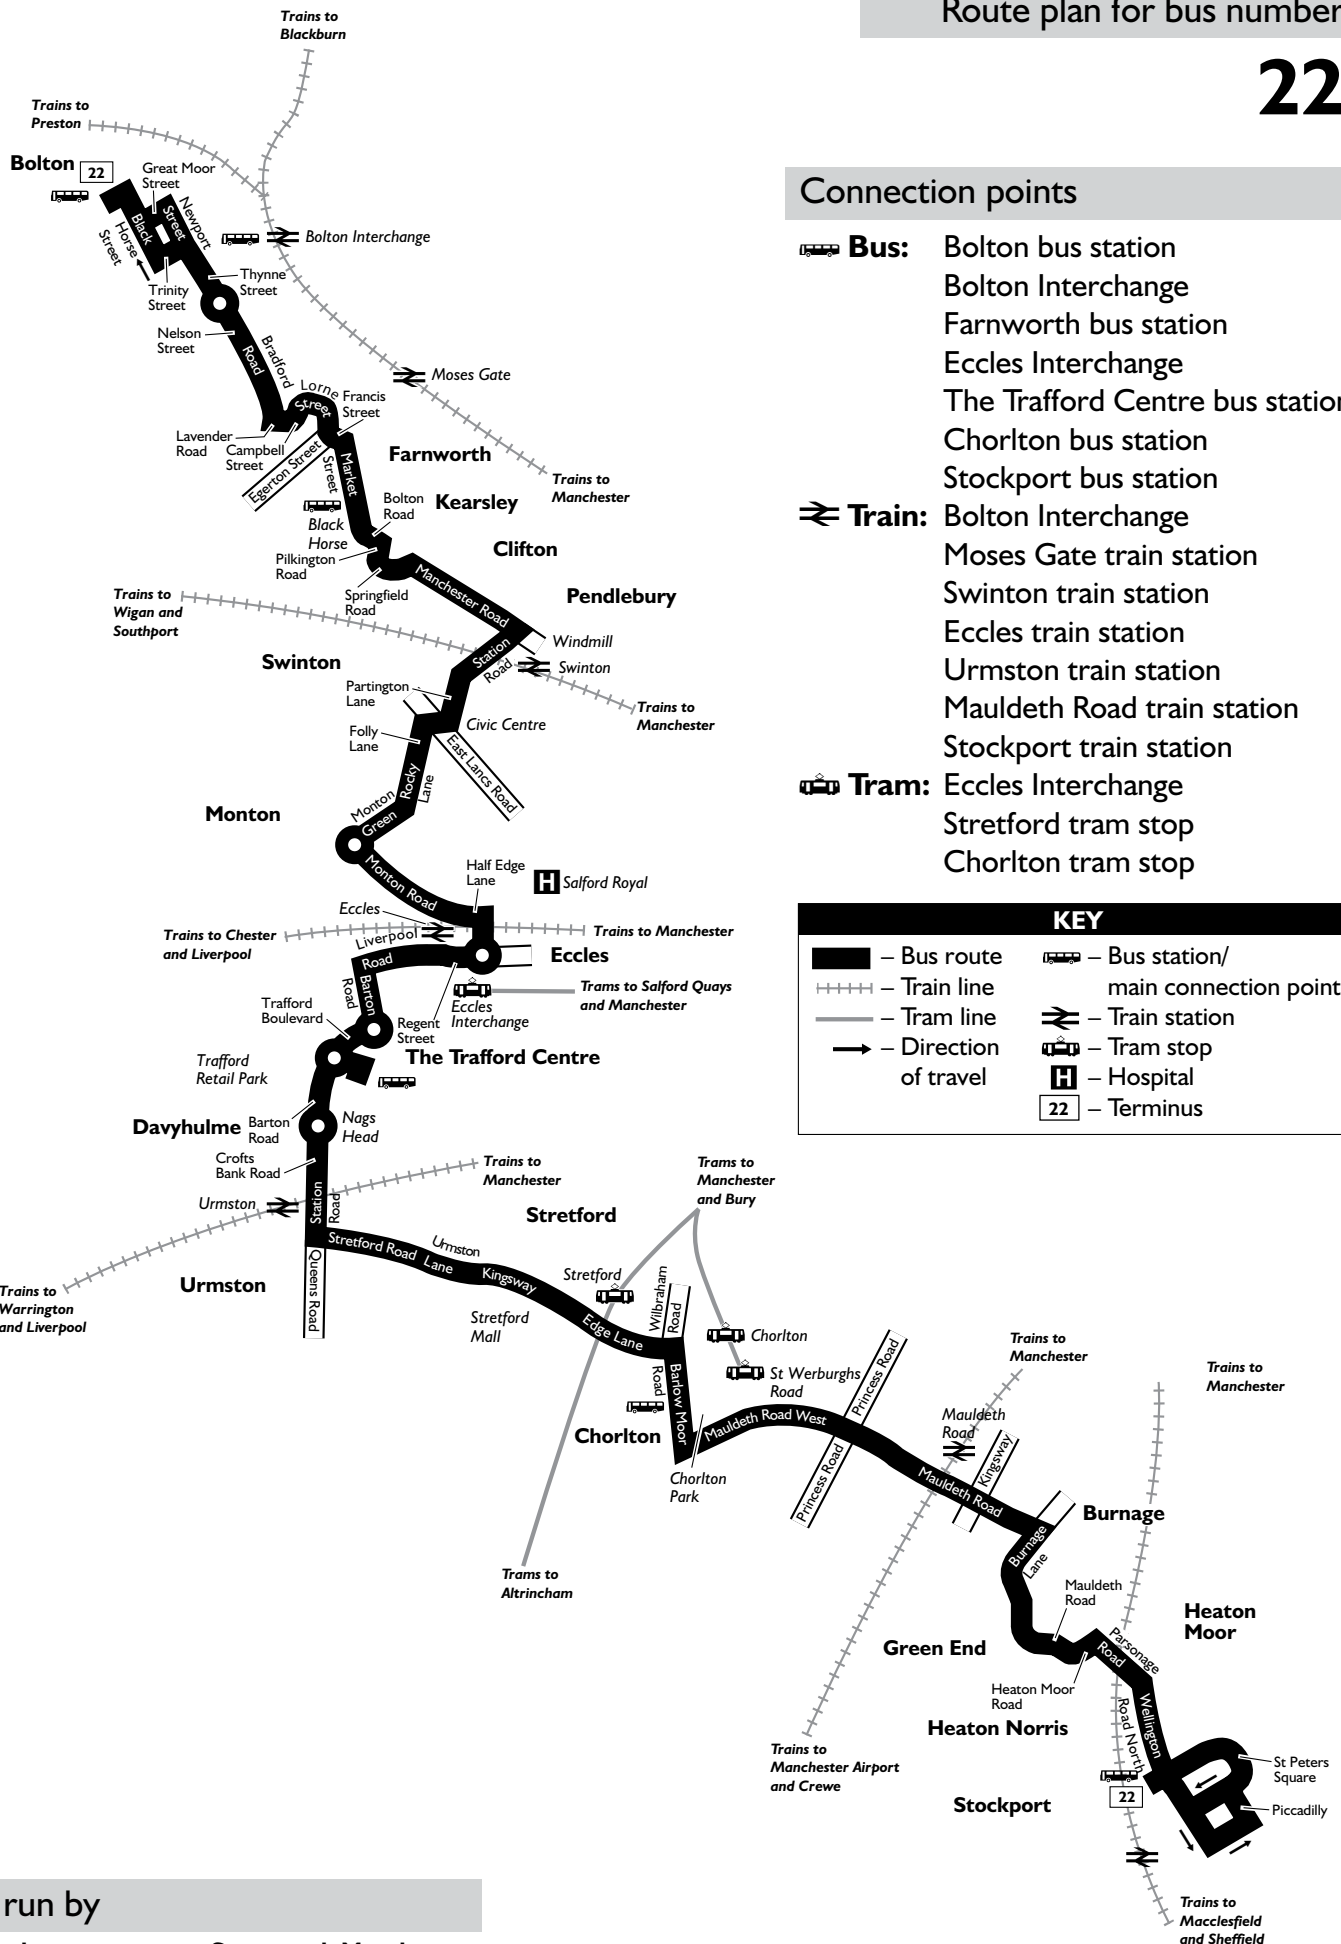 Route plan for bus number
22
Trains to
Blackburn
Trains to
Preston
Bolton
22
Great Moor
Street
Newport
Street
Black
Horse
Street
Bolton Interchange
Thynne
Street
Trinity
Street
Nelson
Street
Bradford
Road
Moses Gate
Lorne
Street
Francis
Street
Lavender
Road
Campbell
Street
Egerton Street
Market
Street
Farnworth
Trains to
Manchester
Bolton
Road
Kearsley
Black
Horse
Clifton
Pilkington
Road
Springfield
Road
Manchester Road
Pendlebury
Trains to
Wigan and
Southport
Windmill
Station
Road
Swinton
Swinton
Partington
Lane
Trains to
Manchester
Civic Centre
Folly
Lane
East Lancs Road
Rocky
Lane
Monton
Green
Monton
Monton Road
Half Edge
Lane
H
Salford Royal
Eccles
Trains to Chester
and Liverpool
Trains to Manchester
Liverpool
Road
Eccles
Barton
Road
Trams to Salford Quays
and Manchester
Eccles
Interchange
Trafford
Boulevard
Regent
Street
The Trafford Centre
Trafford
Retail Park
Davyhulme
Barton
Road
Nags
Head
Crofts
Bank Road
Trains to
Manchester
Trams to
Manchester
and Bury
Urmston
Station
Road
Stretford
Stretford Road
Urmston
Lane
Kingsway
Queens Road
Urmston
Trains to
Warrington
and Liverpool
Stretford
Stretford
Mall
Edge Lane
Wilbraham
Road
Chorlton
St Werburghs
Road
Barlow Moor
Road
Chorlton
Chorlton
Park
Mauldeth Road West
Princess Road
Princess Road
Trains to
Manchester
Mauldeth
Road
Kingsway
Mauldeth Road
Trains to
Manchester
Burnage
Burnage
Lane
Trams to
Altrincham
Mauldeth
Road
Heaton
Moor
Green End
Parsonage
Road
Heaton Moor
Road
Heaton Norris
Wellington
Road North
Trains to
Manchester Airport
and Crewe
St Peters
Square
Stockport
22
Piccadilly
Trains to
Macclesfield
and Sheffield
Connection points
Bus: Bolton bus station
Bolton Interchange
Farnworth bus station
Eccles Interchange
The Trafford Centre bus station
Chorlton bus station
Stockport bus station
Train: Bolton Interchange
Moses Gate train station
Swinton train station
Eccles train station
Urmston train station
Mauldeth Road train station
Stockport train station
Tram: Eccles Interchange
Stretford tram stop
Chorlton tram stop
KEY
– Bus route
– Train line
– Tram line
– Direction
of travel
– Bus station/
main connection point
– Train station
– Tram stop
H – Hospital
22 – Terminus
run by